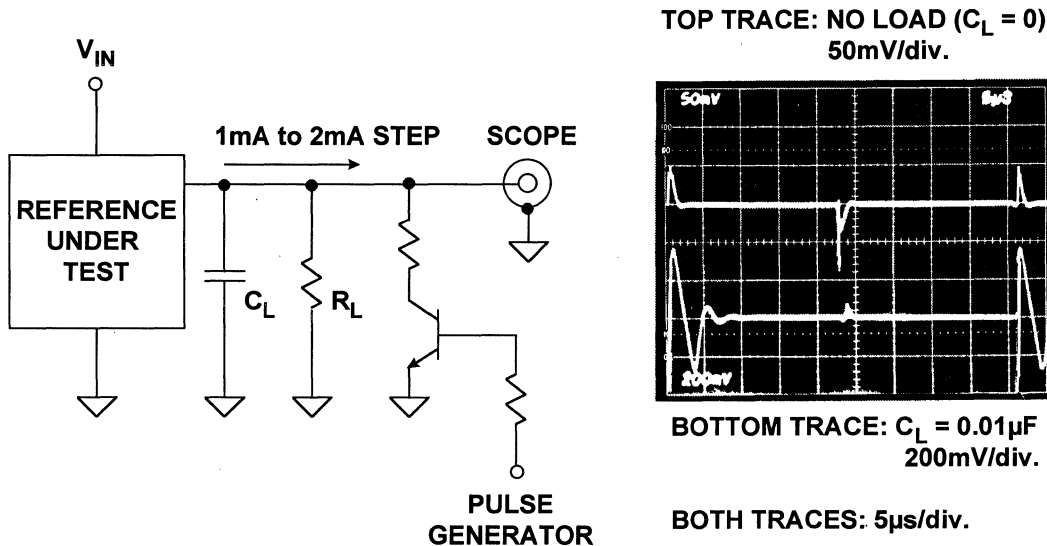 V_IN
1mA to 2mA STEP
SCOPE
REFERENCE
UNDER
TEST
C_L
R_L
PULSE
GENERATOR
TOP TRACE: NO LOAD (C_L = 0)
50mV/div.
50mV
5µS
200mV
BOTTOM TRACE: C_L = 0.01µF
200mV/div.
BOTH TRACES: 5µs/div.